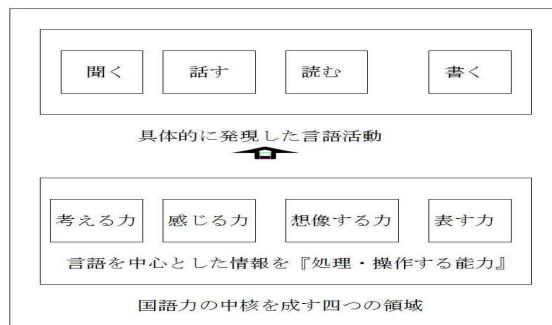 聞く 話す 読む 書く
具体的に発現した言語活動
考える力 感じる力 想像する力 表す力
言語を中心とした情報を『処理・操作する能力』
国語力の中核を成す四つの領域